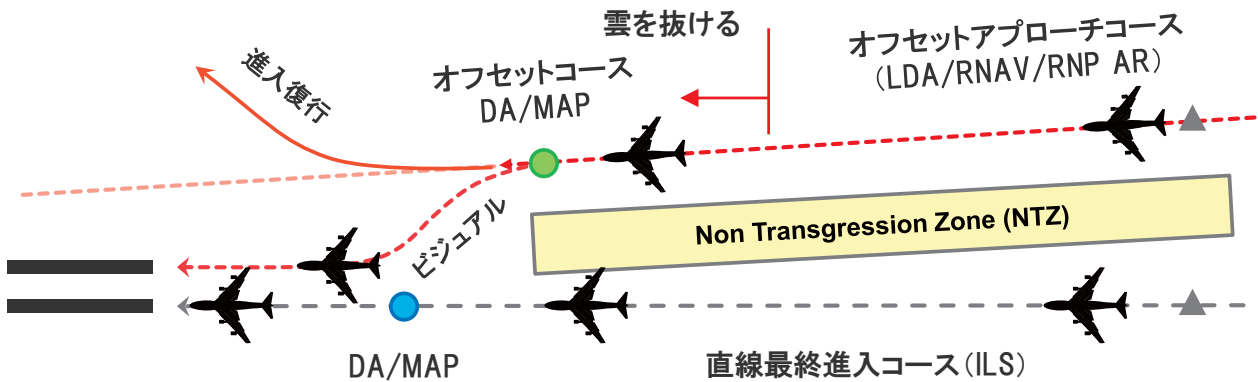 雲を抜ける
オフセットアプローチコース
(LDA/RNAV/RNP AR)
オフセットコース
DA/MAP
進入復行
ビジュアル
Non Transgression Zone (NTZ)
DA/MAP
直線最終進入コース(ILS)